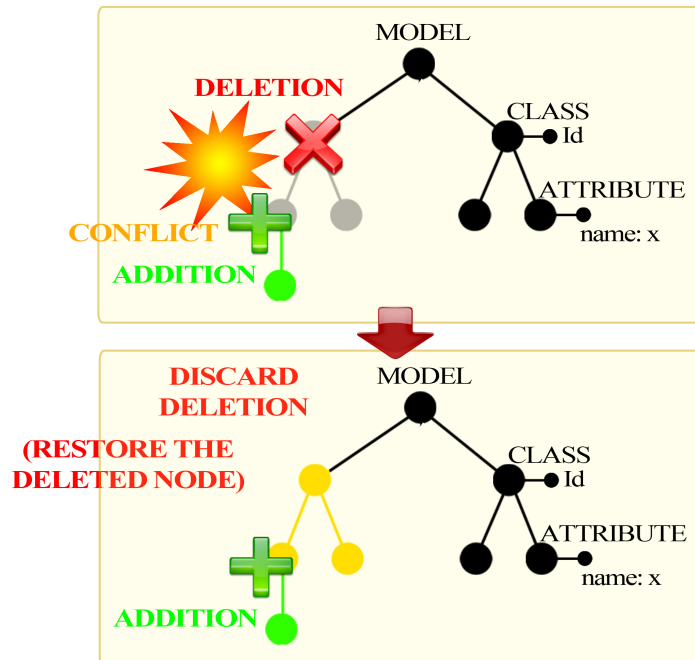 MODEL
DELETION
CLASS
Id
ATTRIBUTE
name: x
CONFLICT
ADDITION
DISCARD
DELETION
MODEL
(RESTORE THE
DELETED NODE)
CLASS
Id
ATTRIBUTE
name: x
ADDITION